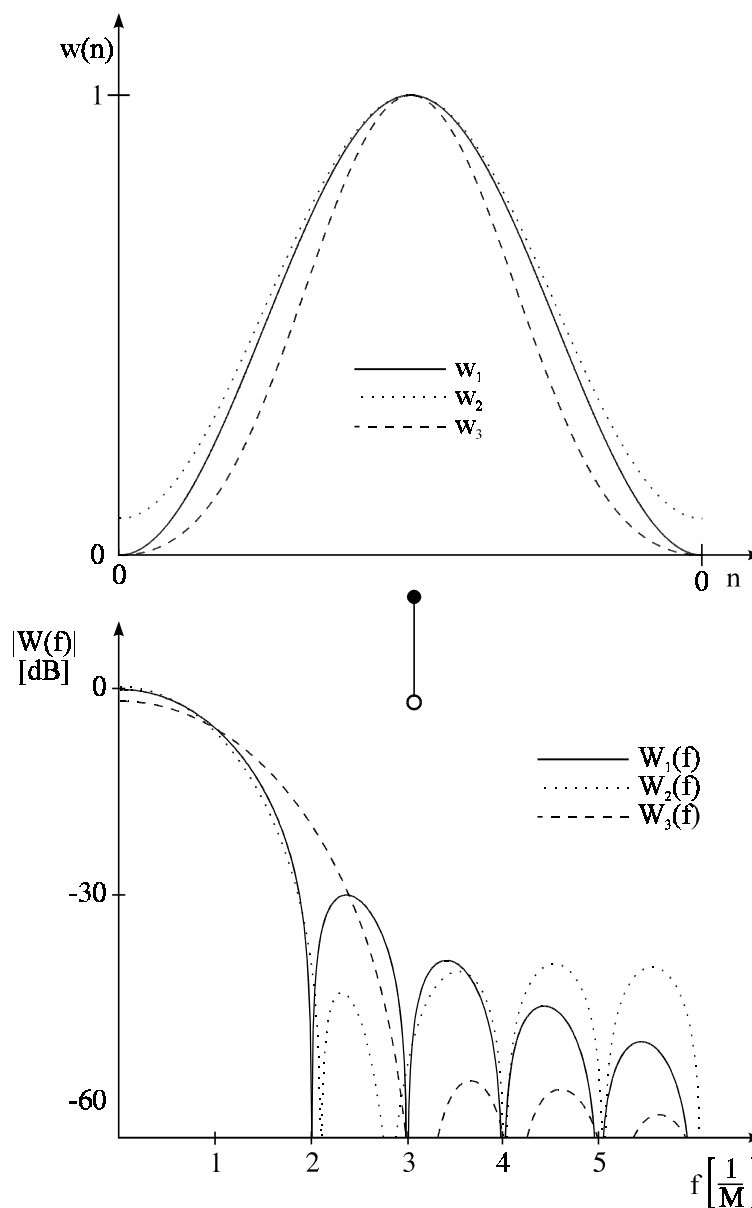 w(n)
1
w₁
w₂
w₃
0
0
0 n
|W(f)|
[dB]
0
W₁(f)
W₂(f)
W₃(f)
-30
-60
1 2 3 4 5 f [1/M]